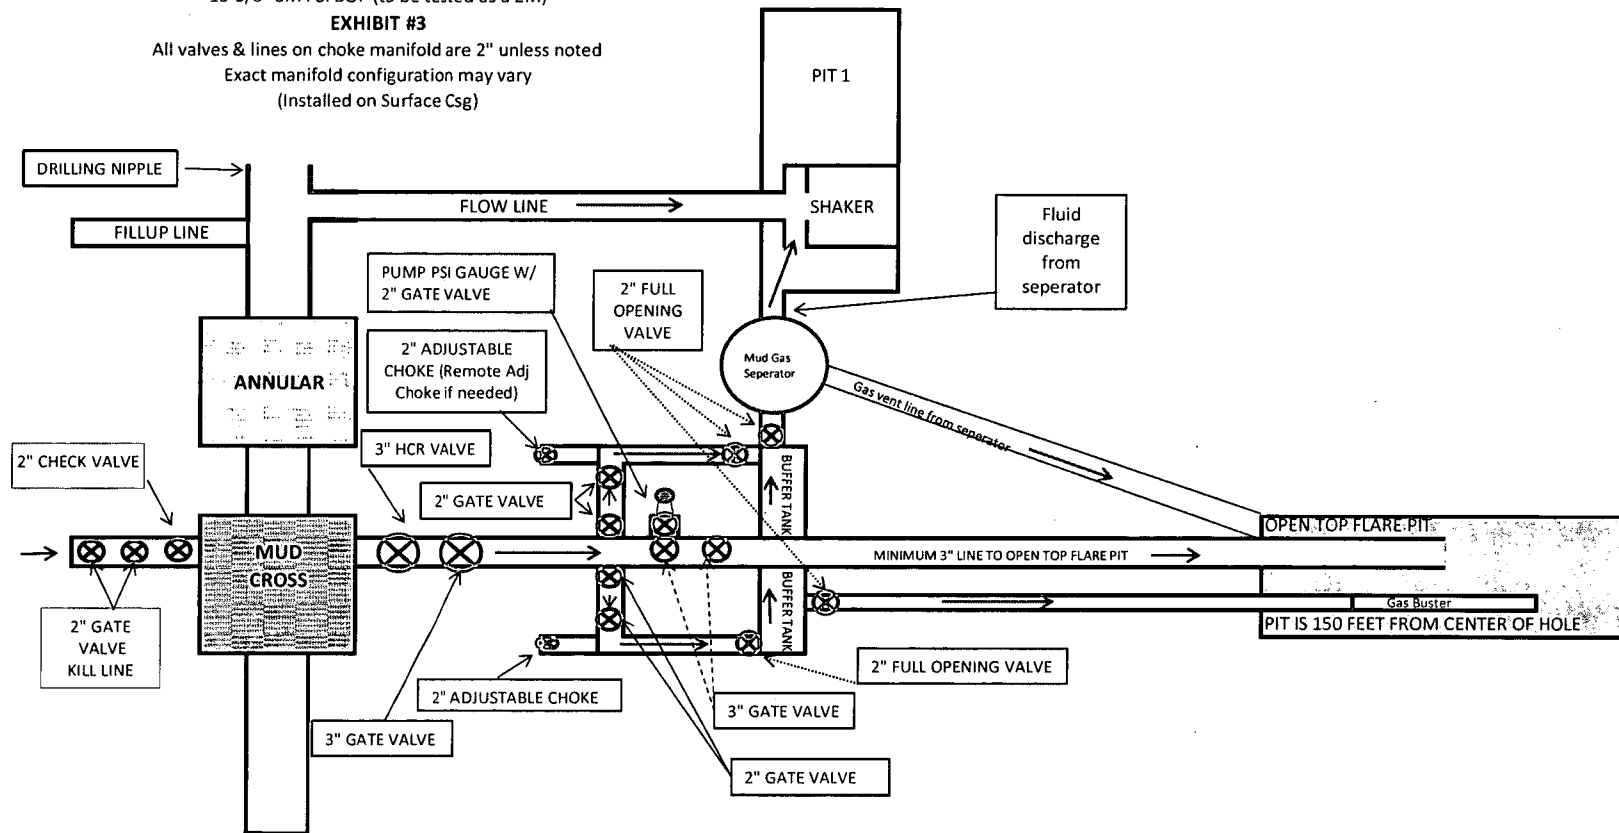 EXHIBIT #3
All valves & lines on choke manifold are 2" unless noted
Exact manifold configuration may vary
(Installed on Surface Csg)
PIT 1
DRILLING NIPPLE
FLOW LINE
SHAKER
FILLUP LINE
Fluid
discharge
from
seperator
PUMP PSI GAUGE W/
2" GATE VALVE
2" FULL
OPENING
VALVE
2" ADJUSTABLE
CHOKE (Remote Adj
Choke if needed)
Mud Gas
Seperator
ANNULAR
Gas vent line from seperator
3" HCR VALVE
2" CHECK VALVE
2" GATE VALVE
BUFFER TANK
OPEN TOP FLARE PIT
MUD
CROSS
MINIMUM 3" LINE TO OPEN TOP FLARE PIT
BUFFER TANK
Gas Buster
PIT IS 150 FEET FROM CENTER OF HOLE
2" GATE
VALVE
KILL LINE
2" FULL OPENING VALVE
2" ADJUSTABLE CHOKE
3" GATE VALVE
3" GATE VALVE
2" GATE VALVE